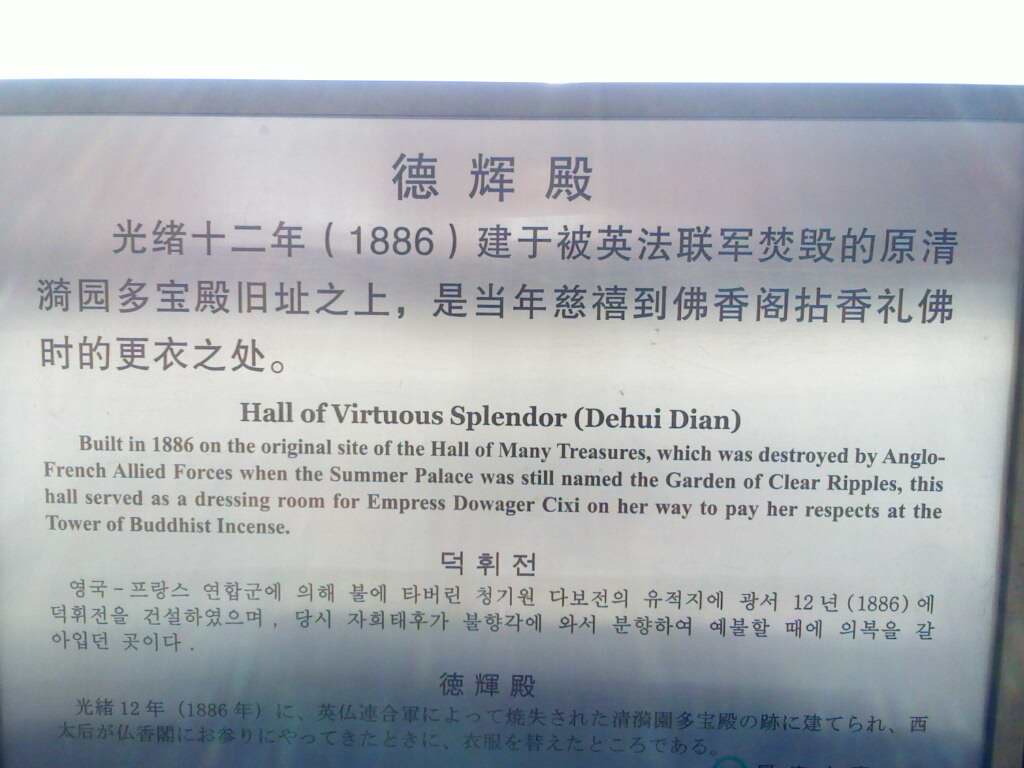 德辉殿
光绪十二年（1886）建于被英法联军焚毁的原清
漪园多宝殿旧址之上，是当年慈禧到佛香阁拈香礼佛
时的更衣之处。
Hall of Virtuous Splendor (Dehui Dian)
Built in 1886 on the original site of the Hall of Many Treasures, which was destroyed by Anglo-
French Allied Forces when the Summer Palace was still named the Garden of Clear Ripples, this
hall served as a dressing room for Empress Dowager Cixi on her way to pay her respects at the
Tower of Buddhist Incense.
덕휘전
영국-프랑스 연합군에 의해 불에 타버린 청기원 다보전의 유적지에 광서 12년(1886)에
덕휘전을 건설하였으며, 당시 자희태후가 불향각에 와서 분향하여 예불할 때에 의복을 갈
아입던 곳이다.
徳輝殿
光緒12年（1886年）に、英仏連合軍によって焼失された清漪園多宝殿の跡に建てられ、西
太后が仏香閣にお参りにやってきたときに、衣服を替えたところである。